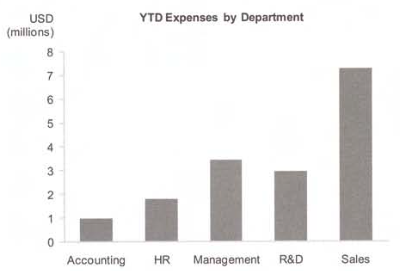 USD
(millions)
YTD Expenses by Department
8
7
6
5
4
3
2
1
0
Accounting HR Management R&D Sales